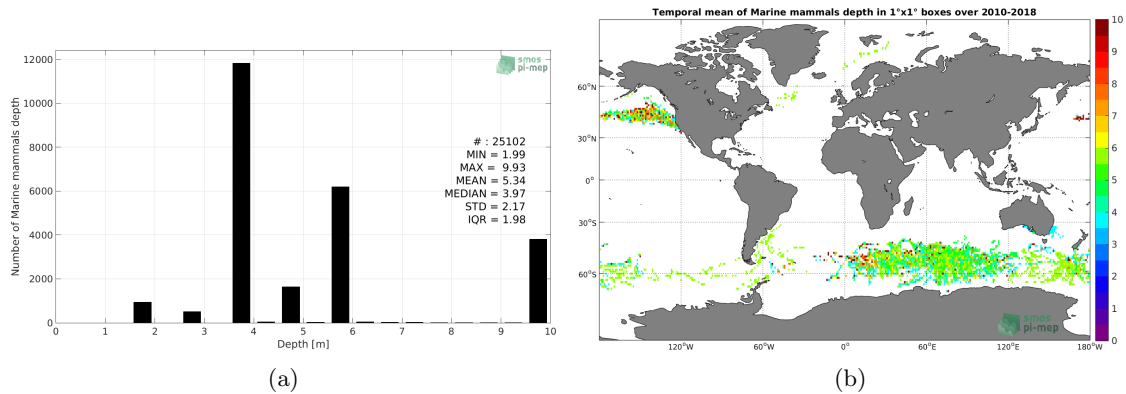 14000
12000
10000
8000
6000
4000
2000
0
Number of Marine mammals depth
smos
pi-mep
# : 25102
MIN = 1.99
MAX = 9.93
MEAN = 5.34
MEDIAN = 3.97
STD = 2.17
IQR = 1.98
0 1 2 3 4 5 6 7 8 9 10
Depth [m]
(a)
Temporal mean of Marine mammals depth in 1°x1° boxes over 2010-2018
60°N
30°N
0°
30°S
60°S
120°W 60°W 0° 60°E 120°E 180°W
smos
pi-mep
10
9
8
7
6
5
4
3
2
1
0
(b)